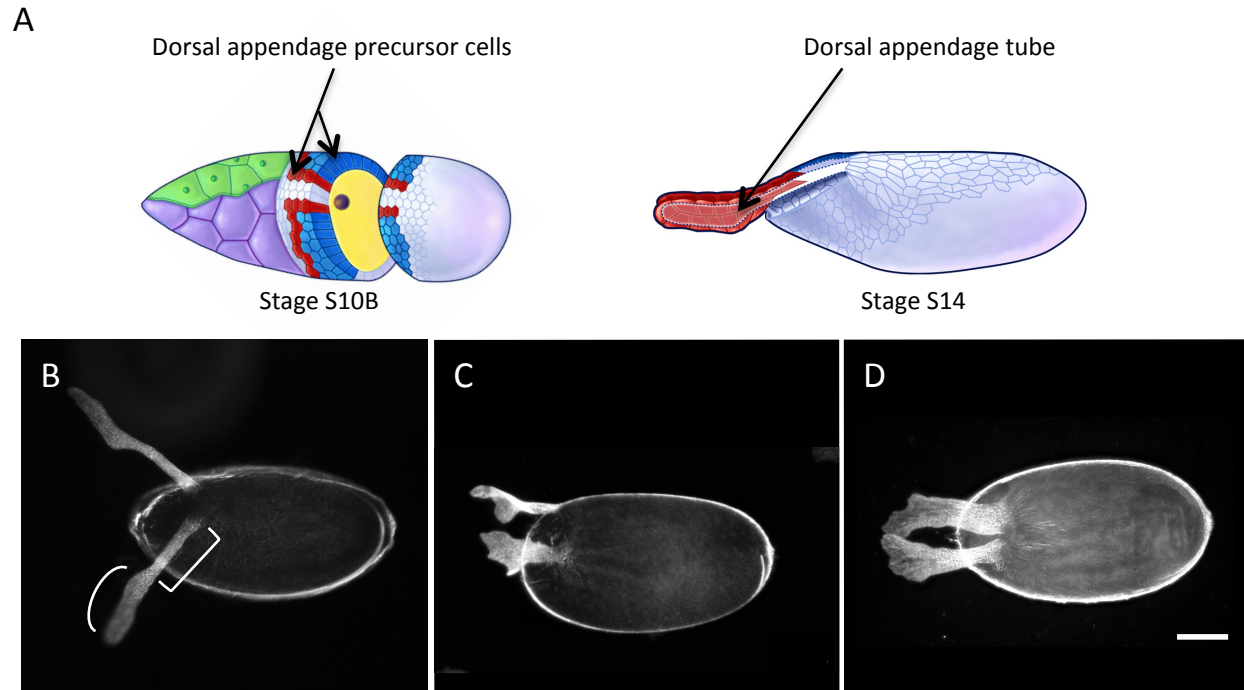 A
Dorsal appendage precursor cells
Dorsal appendage tube
Stage S10B
Stage S14
B
C
D